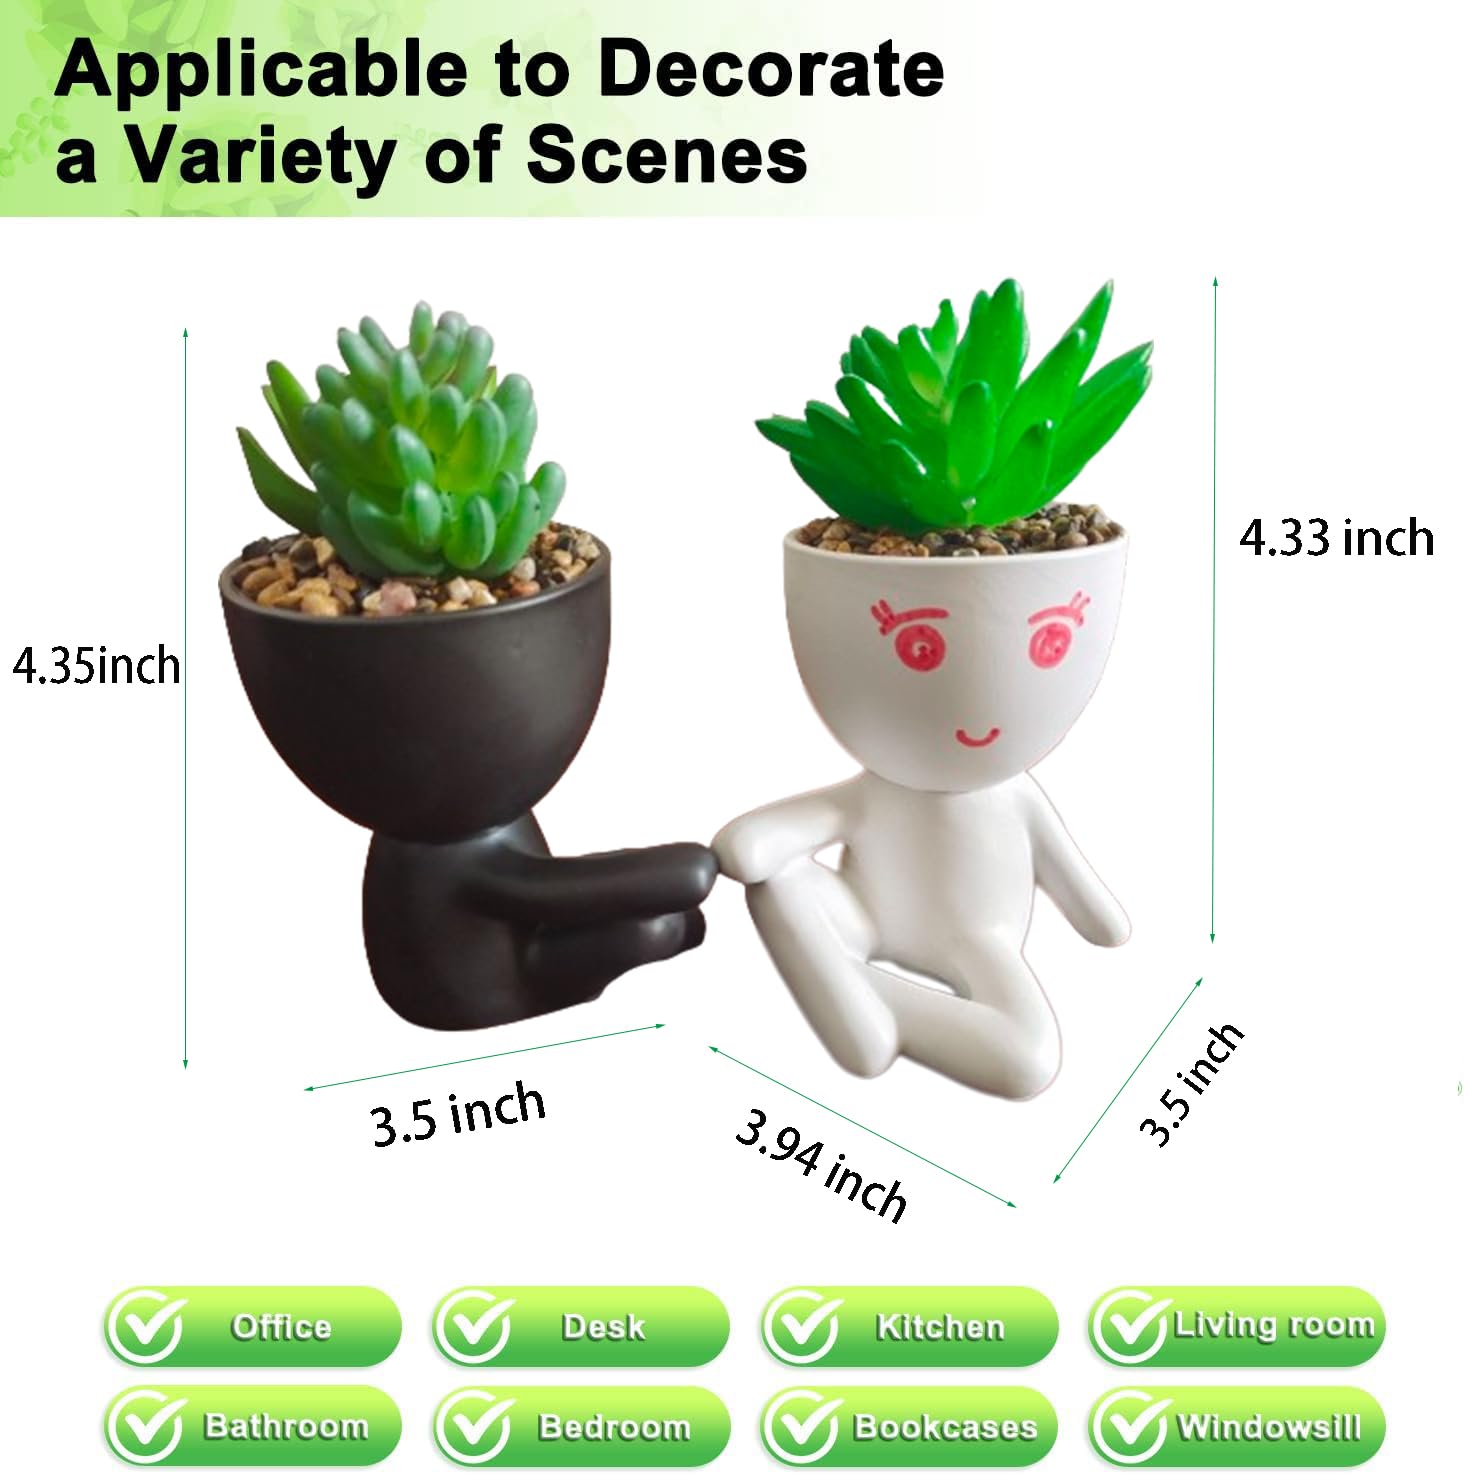 Applicable to Decorate
a Variety of Scenes
4.35inch
4.33 inch
3.5 inch
3.94 inch
3.5 inch
Office
Desk
Kitchen
Living room
Bathroom
Bedroom
Bookcases
Windowsill